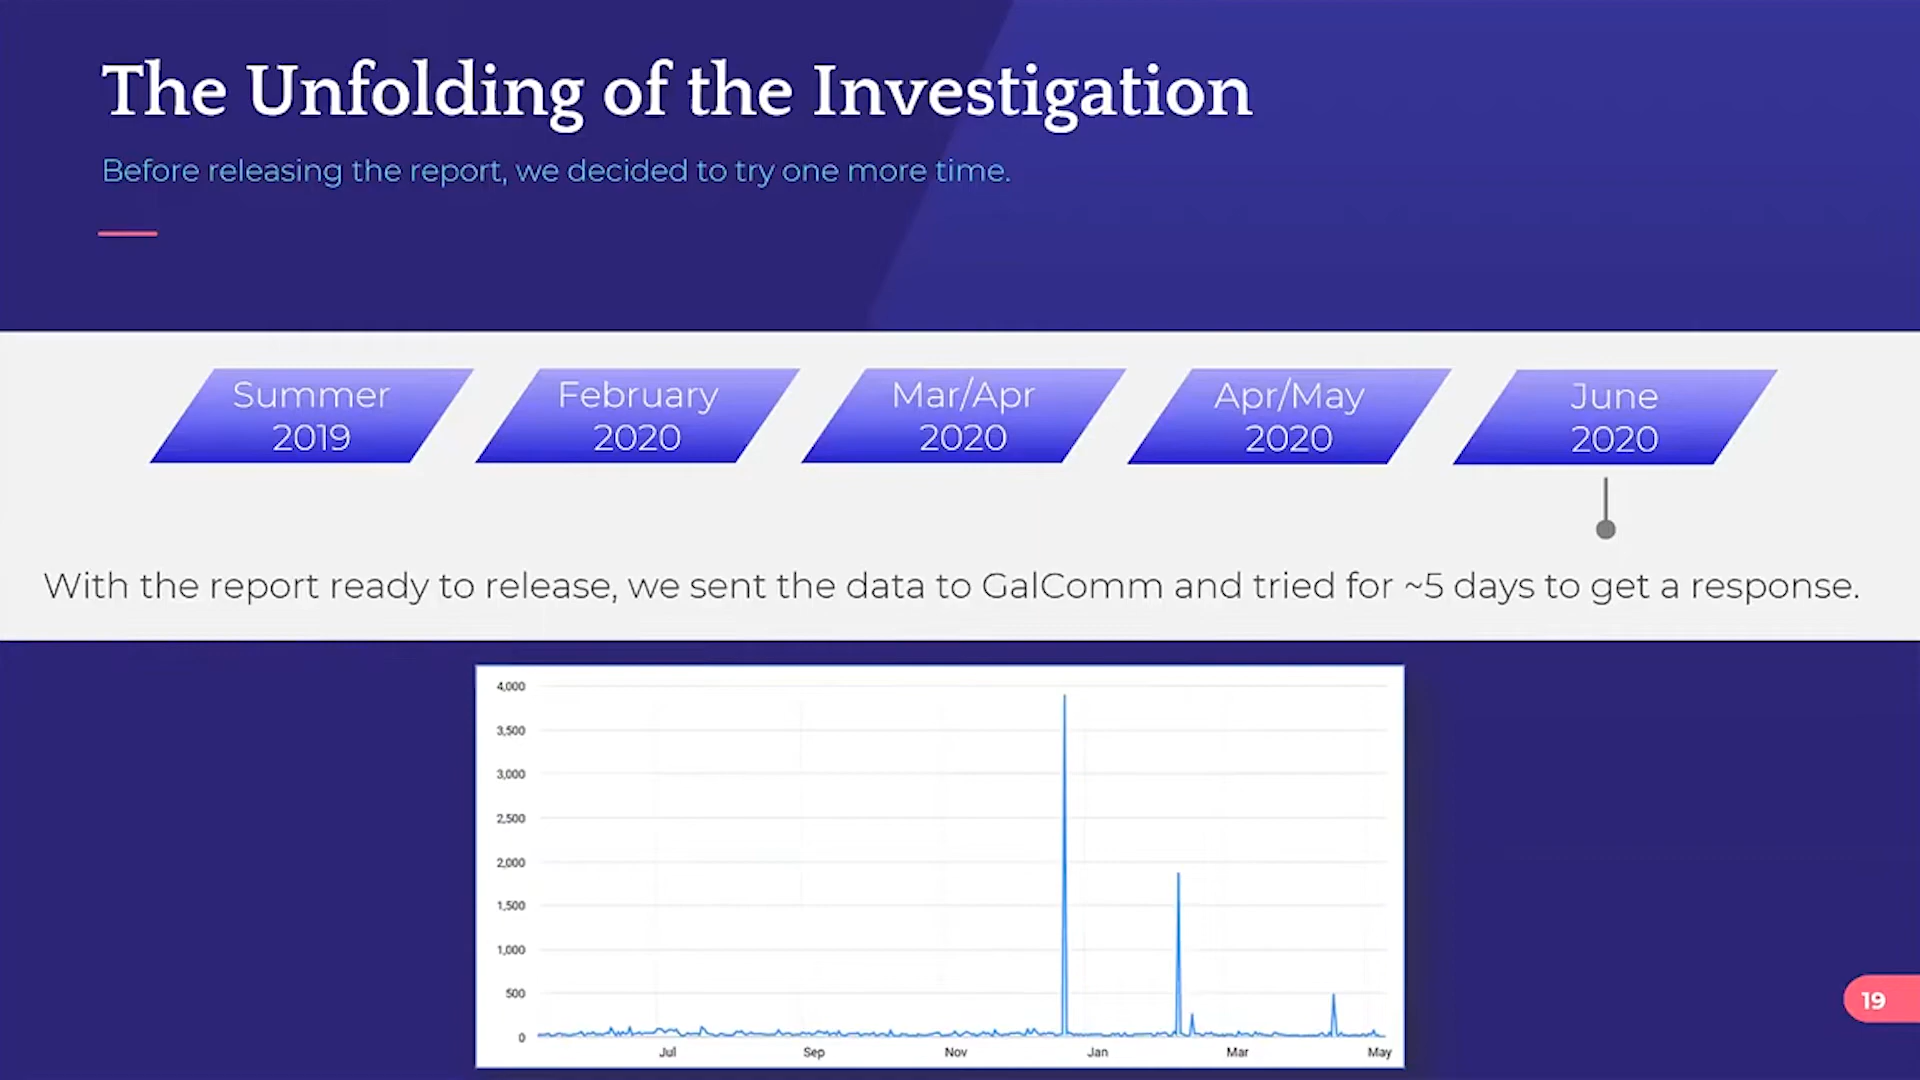 The Unfolding of the Investigation
Before releasing the report, we decided to try one more time.
Summer
2019
February
2020
Mar/Apr
2020
Apr/May
2020
June
2020
With the report ready to release, we sent the data to GalComm and tried for ~5 days to get a response.
4,000
3,500
3,000
2,500
2,000
1,500
1,000
500
0
Jul Sep Nov Jan Mar May
19